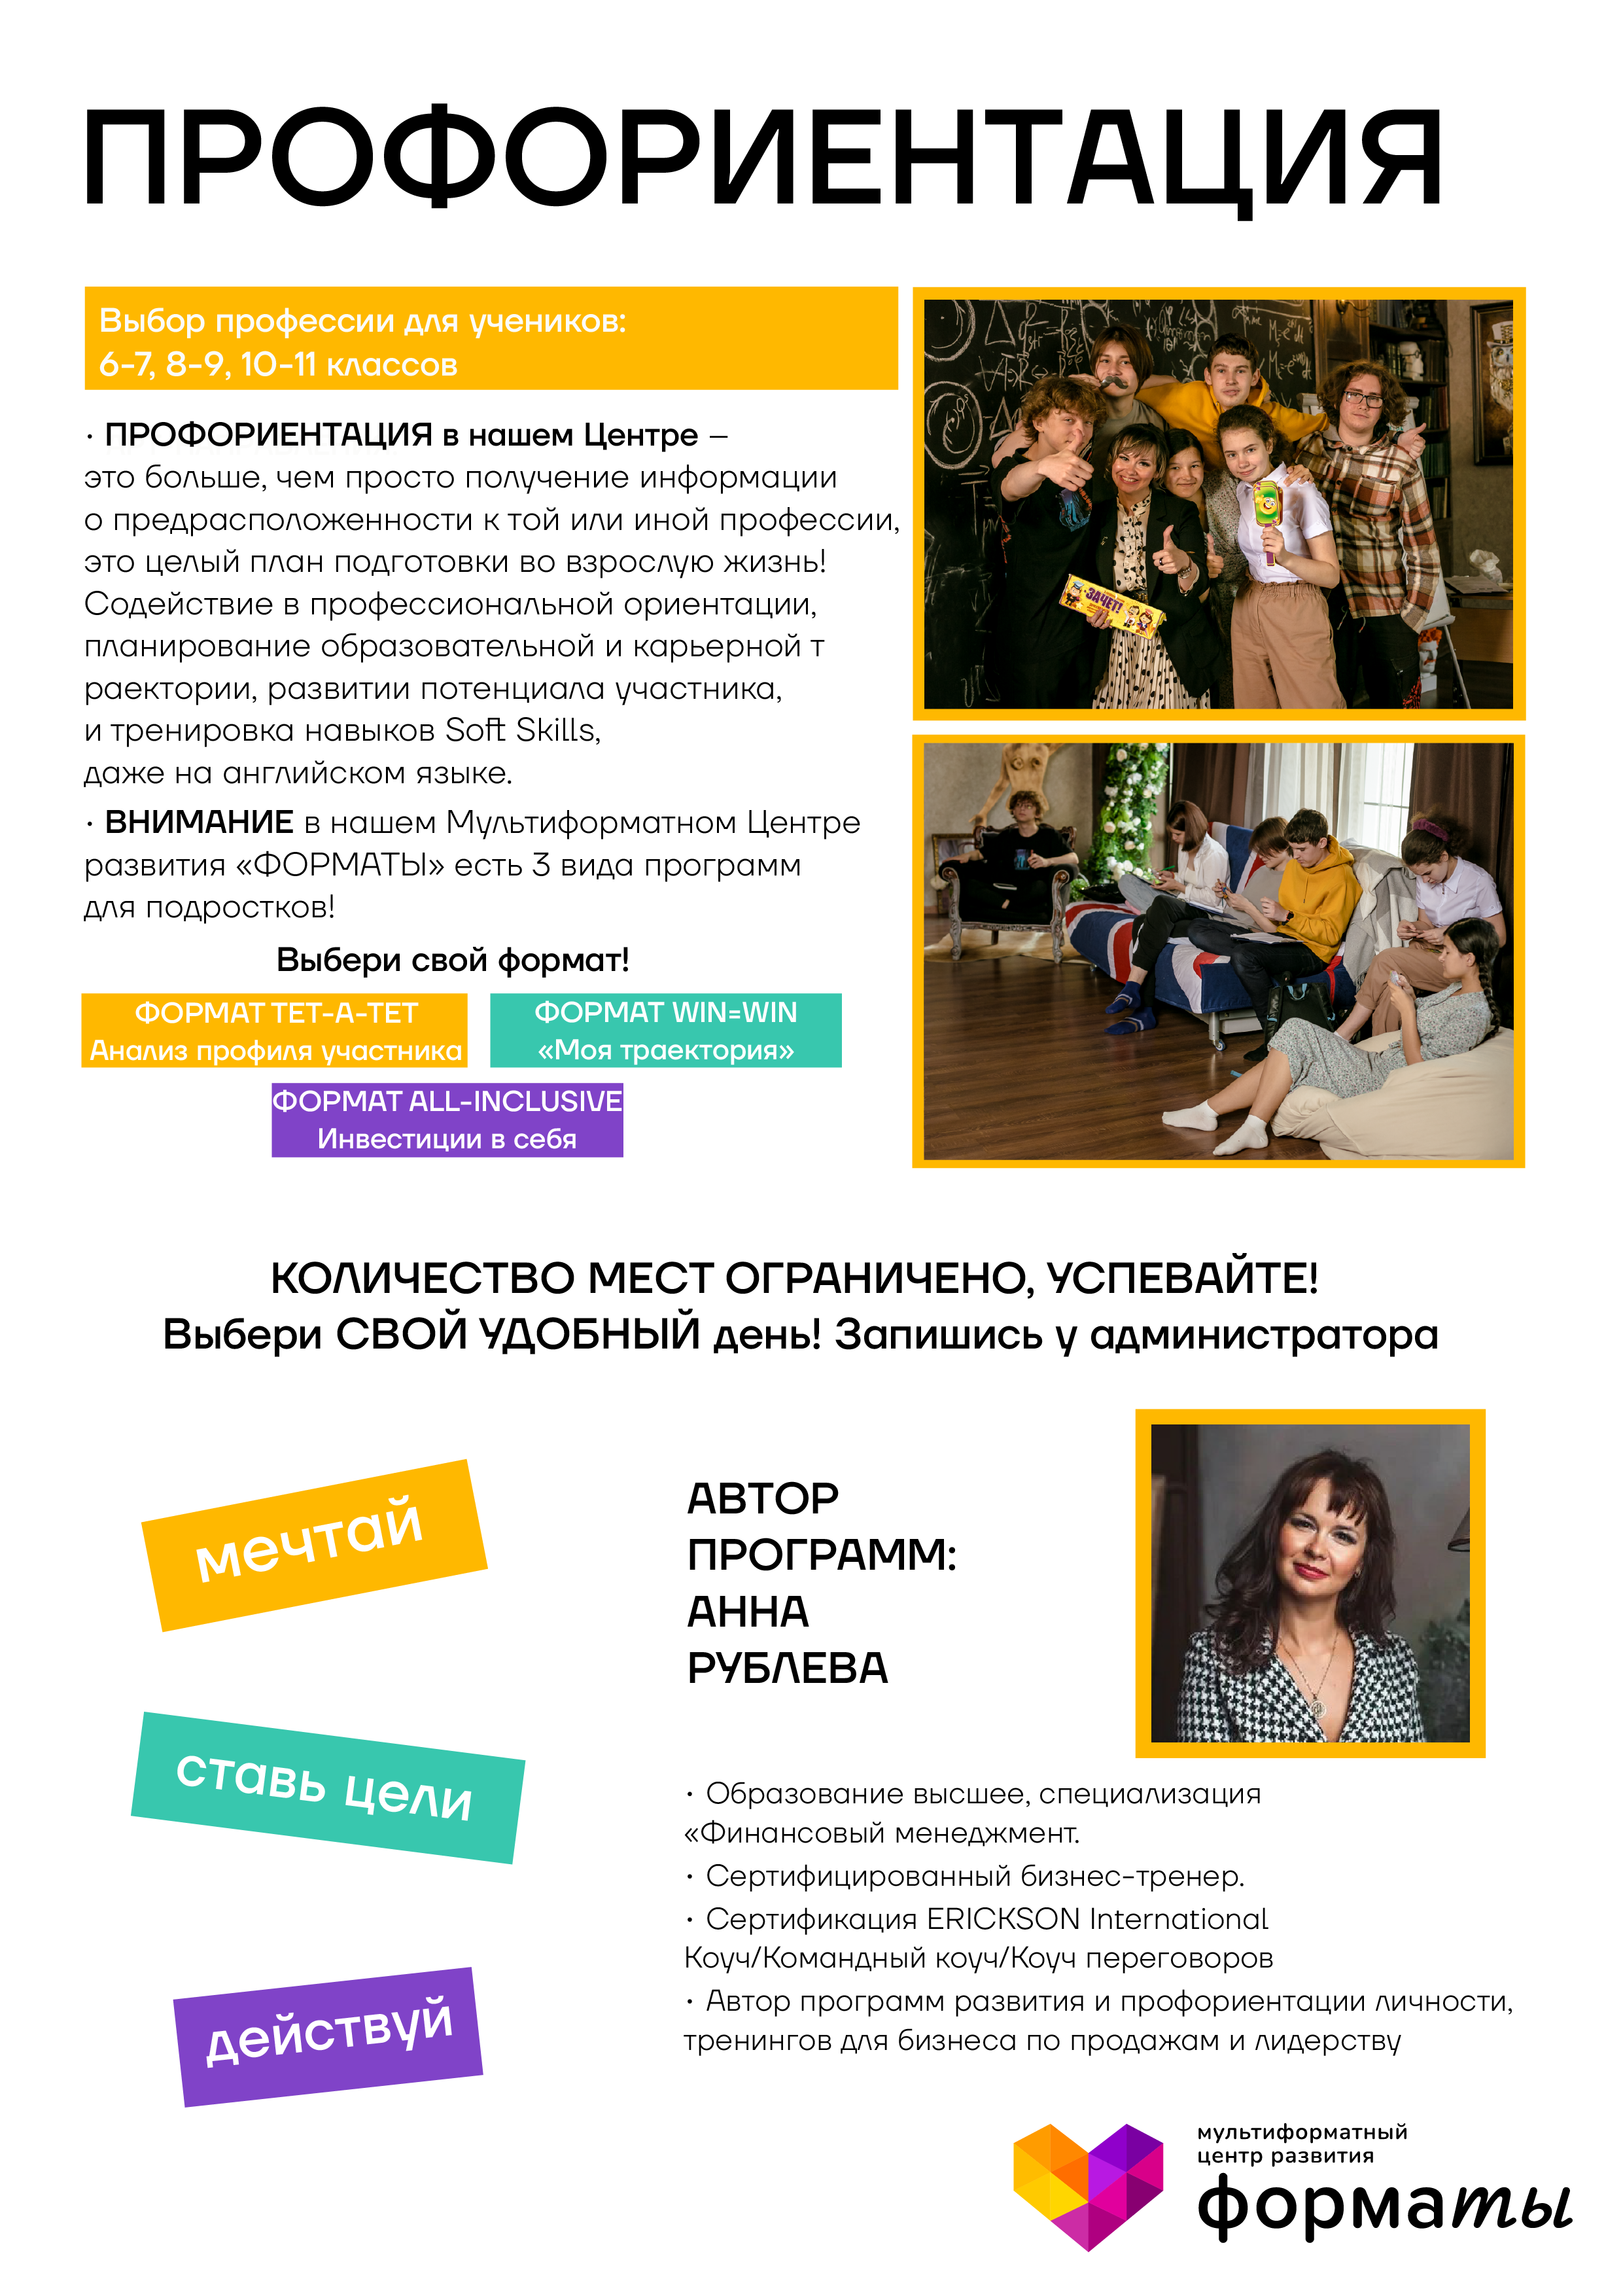 ПРОФОРИЕНТАЦИЯ
Выбор профессии для учеников:
6-7, 8-9, 10-11 классов
· ПРОФОРИЕНТАЦИЯ в нашем Центре –
это больше, чем просто получение информации
о предрасположенности к той или иной профессии,
это целый план подготовки во взрослую жизнь!
Содействие в профессиональной ориентации,
планирование образовательной и карьерной т
раектории, развитии потенциала участника,
и тренировка навыков Soft Skills,
даже на английском языке.
· ВНИМАНИЕ в нашем Мультиформатном Центре
развития «ФОРМАТЫ» есть 3 вида программ
для подростков!
Выбери свой формат!
ФОРМАТ ТЕТ-А-ТЕТ
Анализ профиля участника
ФОРМАТ WIN=WIN
«Моя траектория»
ФОРМАТ ALL-INCLUSIVE
Инвестиции в себя
ЗАЧЕТ!
КОЛИЧЕСТВО МЕСТ ОГРАНИЧЕНО, УСПЕВАЙТЕ!
Выбери СВОЙ УДОБНЫЙ день! Запишись у администратора
мечтай
ставь цели
действуй
АВТОР
ПРОГРАММ:
АННА
РУБЛЕВА
· Образование высшее, специализация
«Финансовый менеджмент.
· Сертифицированный бизнес-тренер.
· Сертификация ERICKSON International
Коуч/Командный коуч/Коуч переговоров
· Автор программ развития и профориентации личности,
тренингов для бизнеса по продажам и лидерству
мультиформатный
центр развития
форматы